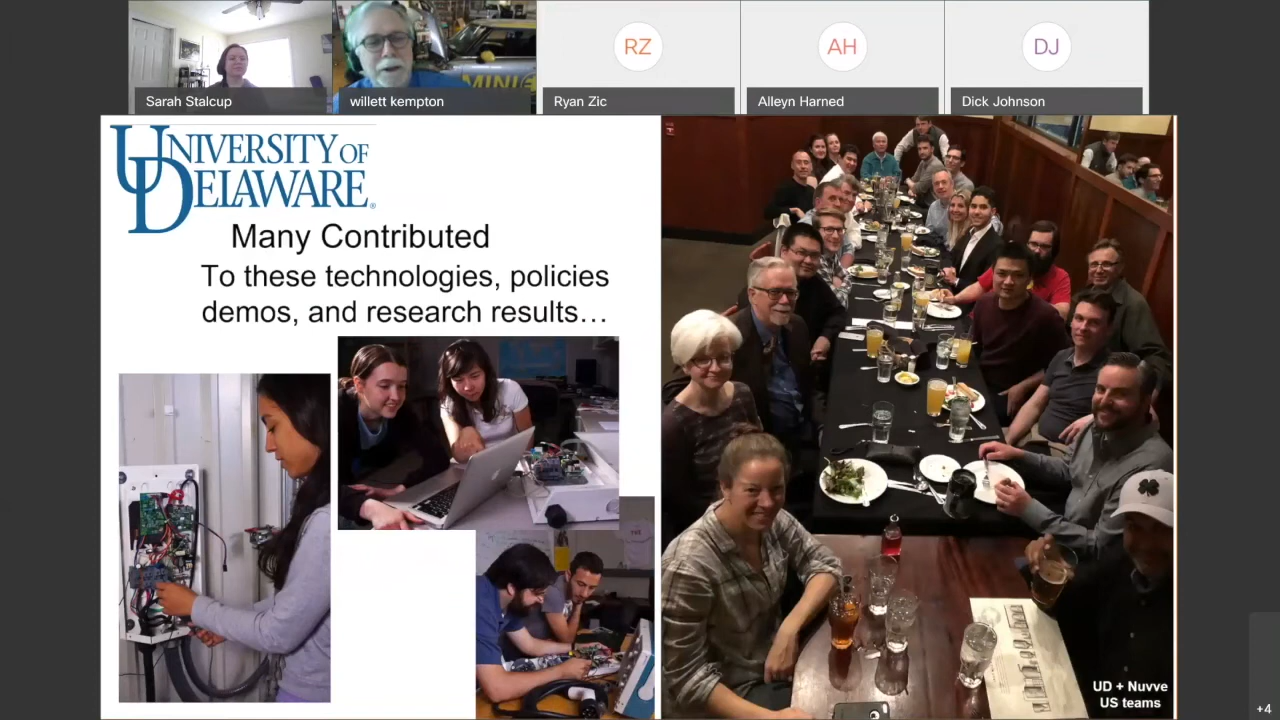 RZ
AH
DJ
Sarah Stalcup
willett kempton
Ryan Zic
Alleyn Harned
Dick Johnson
MINI E
UNIVERSITY OF
DELAWARE®
Many Contributed
To these technologies, policies
demos, and research results…
UD + Nuvve
US teams
+4